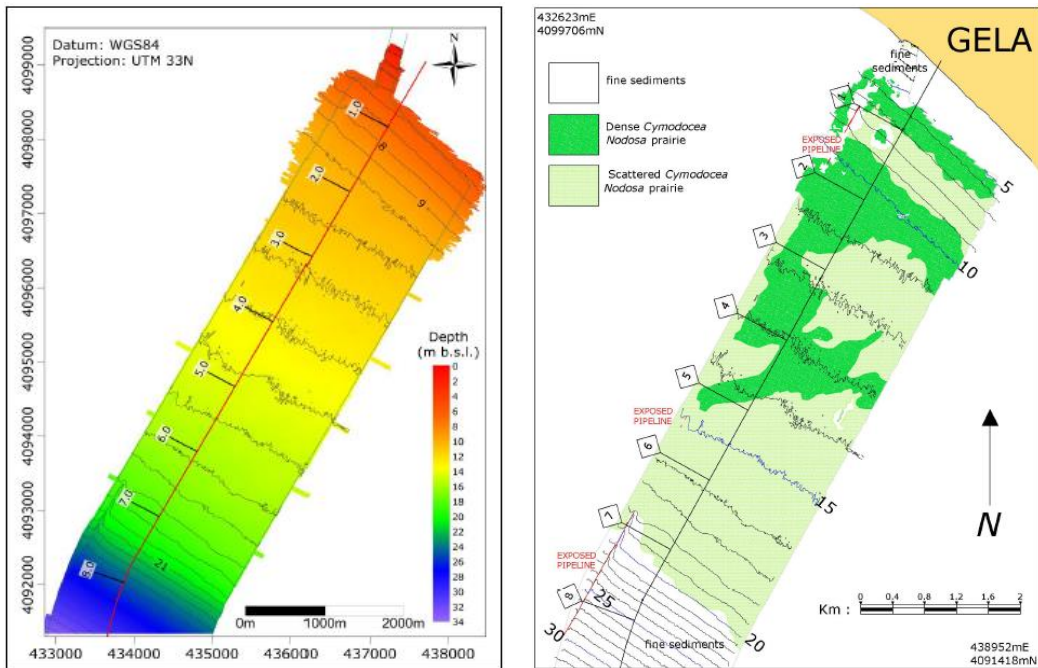 Datum: WGS84
Projection: UTM 33N
N
4099000
4098000
4097000
4096000
4095000
4094000
4093000
4092000
1.0
8
2.0
9
3.0
4.0
5.0
6.0
7.0
21
8.0
Depth
(m b.s.l.)
0
2
4
6
8
10
12
14
16
18
20
22
24
26
28
30
32
34
0m 1000m 2000m
433000 434000 435000 436000 437000 438000
432623mE
4099706mN
GELA
fine
sediments
fine sediments
Dense Cymodocea
Nodosa prairie
Scattered Cymodocea
Nodosa prairie
1
EXPOSED
PIPELINE
2
5
3
10
4
5
EXPOSED
PIPELINE
6
15
N
7
EXPOSED
PIPELINE
8
25
30
fine sediments
20
Km :
0 0.4 0.8 1.2 1.6 2
438952mE
4091418mN